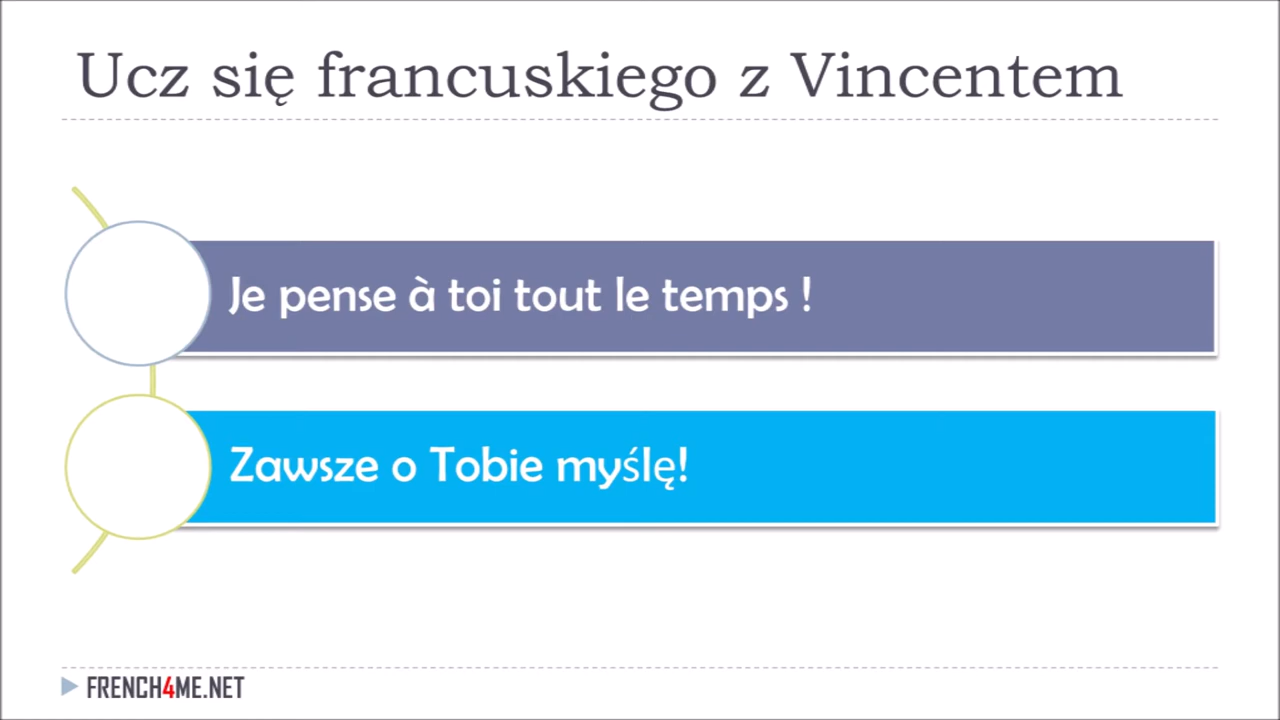 Ucz się francuskiego z Vincentem
Je pense à toi tout le temps !
Zawsze o Tobie myślę!
FRENCH4ME.NET